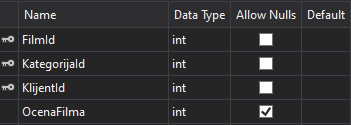 Name Data Type Allow Nulls Default
FilmId int
KategorijaId int
KlijentId int
OcenaFilma int